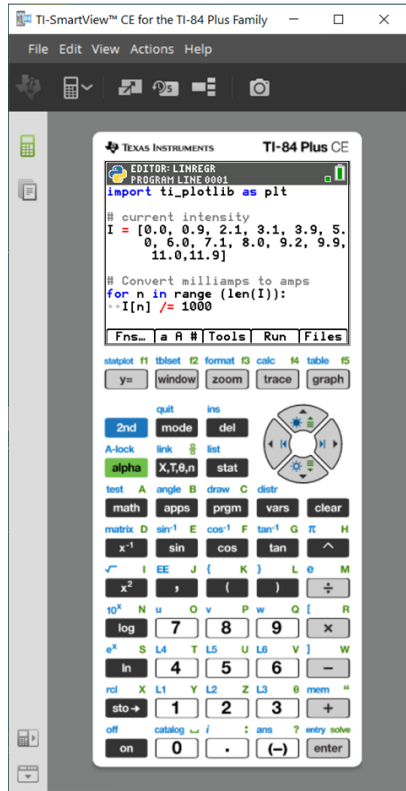 TI-SmartView™ CE for the TI-84 Plus Family
File Edit View Actions Help
TEXAS INSTRUMENTS TI-84 Plus CE
EDITOR: LINREGR
PROGRAM LINE 0001
import ti_plotlib as plt
# current intensity
I = [0.0, 0.9, 2.1, 3.1, 3.9, 5.
0, 6.0, 7.1, 8.0, 9.2, 9.9,
11.0,11.9]
# Convert milliamps to amps
for n in range (len(I)):
I[n] /= 1000
Fns… a A # Tools Run Files
statplot f1 tblset f2 format f3 calc f4 table f5
y= window zoom trace graph
quit ins
2nd mode del
A-lock link list
alpha X,T,θ,n stat
test A angle B draw C distr
math apps prgm vars clear
matrix D sin⁻¹ E cos⁻¹ F tan⁻¹ G π H
x⁻¹ sin cos tan ^
√ I EE J { K } L e M
x² , ( ) ÷
10ˣ N u O v P w Q [ R
log 7 8 9 ×
eˣ S L4 T L5 U L6 V ] W
ln 4 5 6 −
rcl X L1 Y L2 Z L3 θ mem "
sto→ 1 2 3 +
off catalog i : ans ? entry solve
on 0 . (−) enter